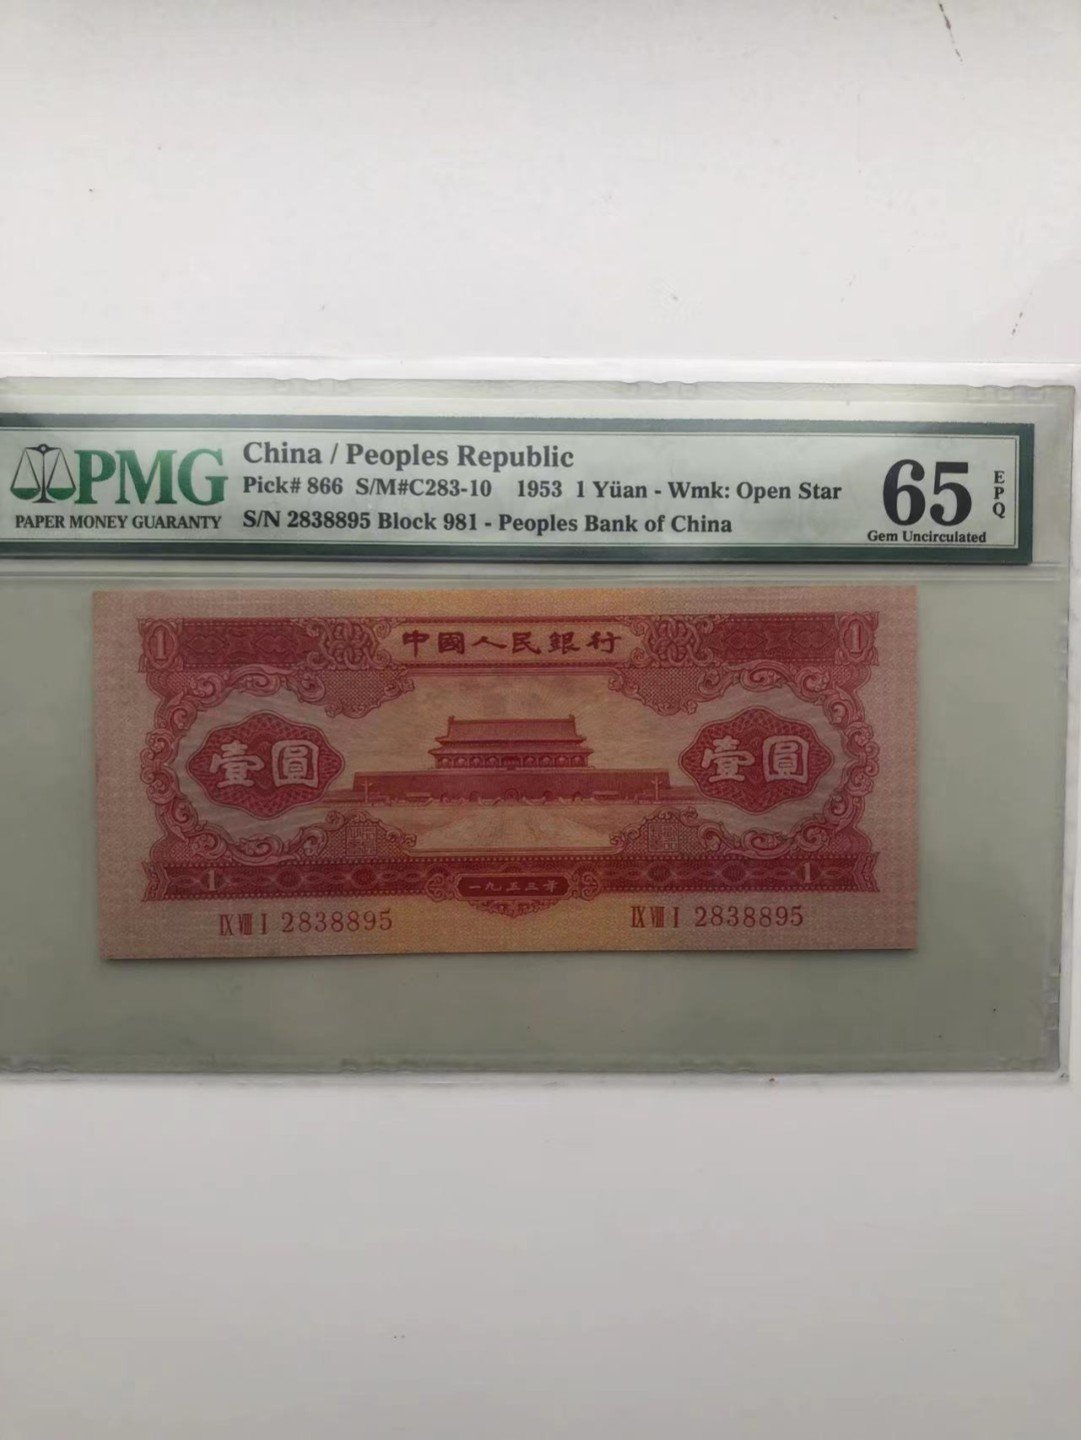 China / Peoples Republic
PMG
Pick# 866 S/M#C283-10 1953 1 Yüan - Wmk: Open Star
65
EPQ
PAPER MONEY GUARANTY
S/N 2838895 Block 981 - Peoples Bank of China
Gem Uncirculated
中國人民銀行
1
1
壹圓
壹圓
1
1
一九五三年
IX VIII I 2838895
IX VIII I 2838895